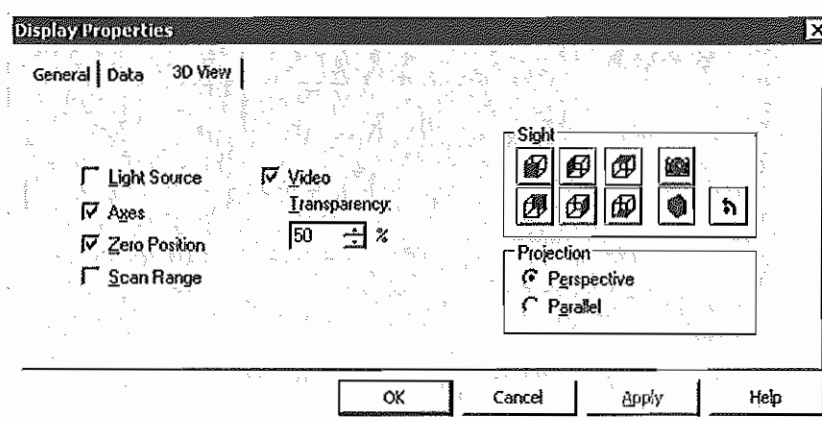 Display Properties
General Data 3D View
Light Source
Axes
Zero Position
Scan Range
Video
Transparency:
50 %
Sight
Projection
Perspective
Parallel
OK Cancel Apply Help